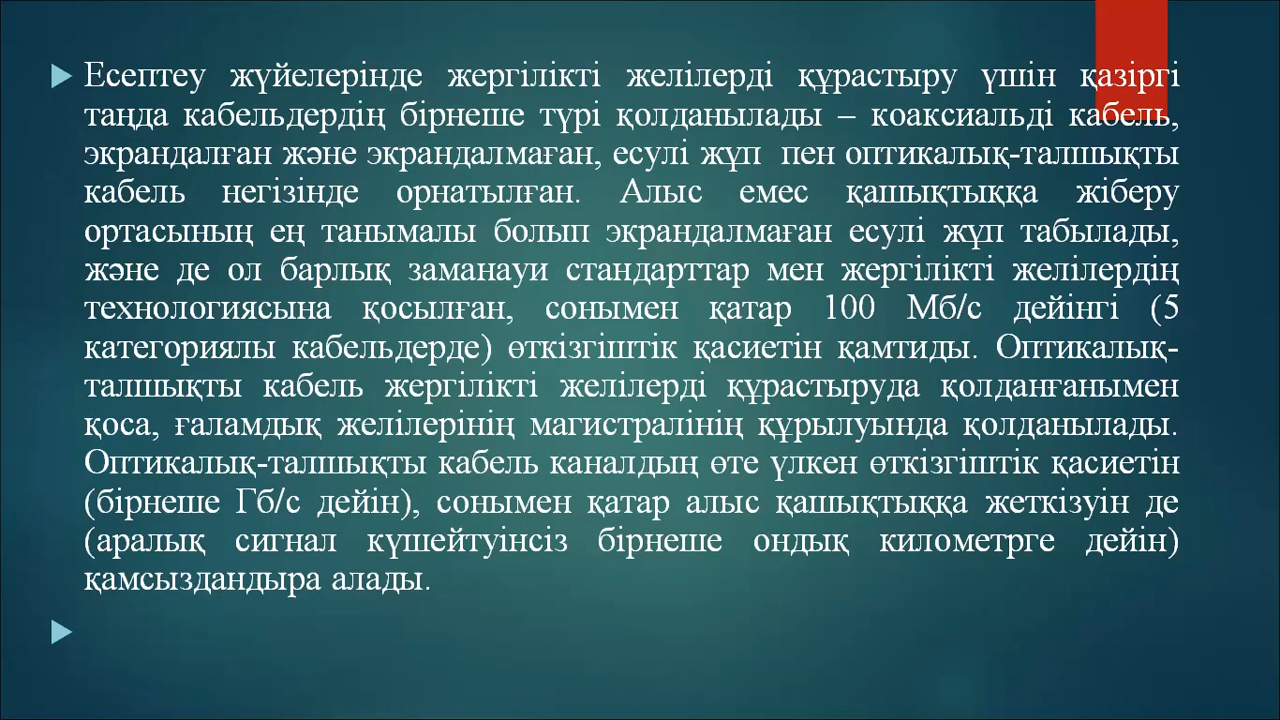 Есептеу жүйелерінде жергілікті желілерді құрастыру үшін қазіргі
таңда кабельдердің бірнеше түрі қолданылады – коаксиальді кабель,
экрандалған және экрандалмаған, есулі жұп  пен оптикалық-талшықты
кабель негізінде орнатылған. Алыс емес қашықтыққа жіберу
ортасының ең танымалы болып экрандалмаған есулі жұп табылады,
және де ол барлық заманауи стандарттар мен жергілікті желілердің
технологиясына қосылған, сонымен қатар 100 Мб/с дейінгі (5
категориялы кабельдерде) өткізгіштік қасиетін қамтиды. Оптикалық-
талшықты кабель жергілікті желілерді құрастыруда қолданғанымен
қоса, ғаламдық желілерінің магистралінің құрылуында қолданылады.
Оптикалық-талшықты кабель каналдың өте үлкен өткізгіштік қасиетін
(бірнеше Гб/с дейін), сонымен қатар алыс қашықтыққа жеткізуін де
(аралық сигнал күшейтуінсіз бірнеше ондық километрге дейін)
қамсыздандыра алады.